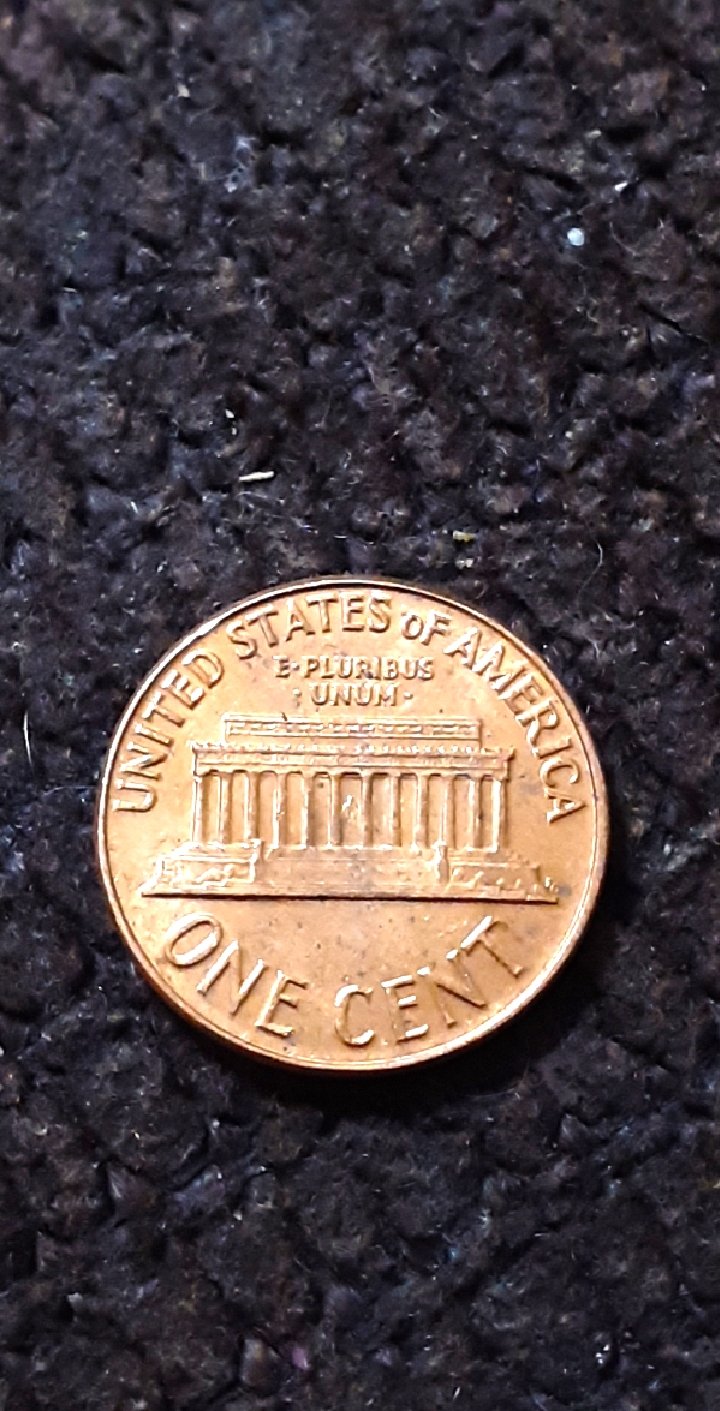 UNITED STATES OF AMERICA
E·PLURIBUS
·UNUM·
ONE CENT